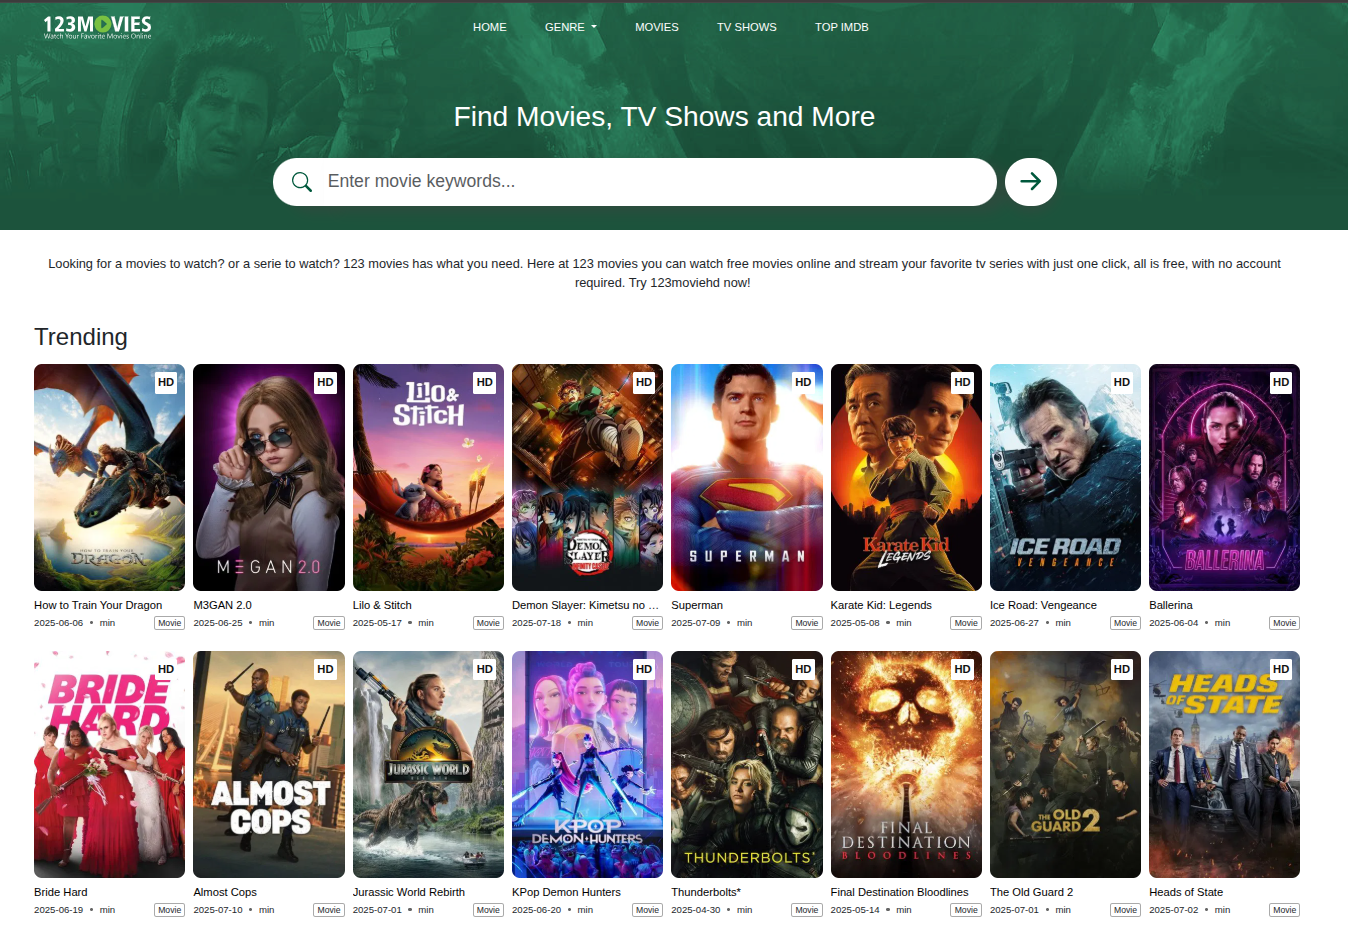 123MOVIES
Watch Your Favorite Movies Online
HOME
GENRE
MOVIES
TV SHOWS
TOP IMDB
Find Movies, TV Shows and More
Enter movie keywords...
Looking for a movies to watch? or a serie to watch? 123 movies has what you need. Here at 123 movies you can watch free movies online and stream your favorite tv series with just one click, all is free, with no account
required. Try 123moviehd now!
Trending
HD
HOW TO TRAIN YOUR
DRAGON
How to Train Your Dragon
2025-06-06 • min Movie
HD
MEGAN 2.0
M3GAN 2.0
2025-06-25 • min Movie
HD
Lilo &
Stitch
Lilo & Stitch
2025-05-17 • min Movie
HD
DEMON
SLAYER
INFINITY CASTLE
Demon Slayer: Kimetsu no ...
2025-07-18 • min Movie
HD
SUPERMAN
Superman
2025-07-09 • min Movie
HD
Karate Kid
LEGENDS
Karate Kid: Legends
2025-05-08 • min Movie
HD
ICE ROAD
VENGEANCE
Ice Road: Vengeance
2025-06-27 • min Movie
HD
BALLERINA
Ballerina
2025-06-04 • min Movie
HD
BRIDE
HARD
Bride Hard
2025-06-19 • min Movie
HD
ALMOST
COPS
Almost Cops
2025-07-10 • min Movie
HD
JURASSIC WORLD
Jurassic World Rebirth
2025-07-01 • min Movie
HD
KPOP
DEMON HUNTERS
KPop Demon Hunters
2025-06-20 • min Movie
HD
THUNDERBOLTS*
Thunderbolts*
2025-04-30 • min Movie
HD
FINAL
DESTINATION
BLOODLINES
Final Destination Bloodlines
2025-05-14 • min Movie
HD
THE OLD
GUARD 2
The Old Guard 2
2025-07-01 • min Movie
HD
HEADS
OF STATE
Heads of State
2025-07-02 • min Movie